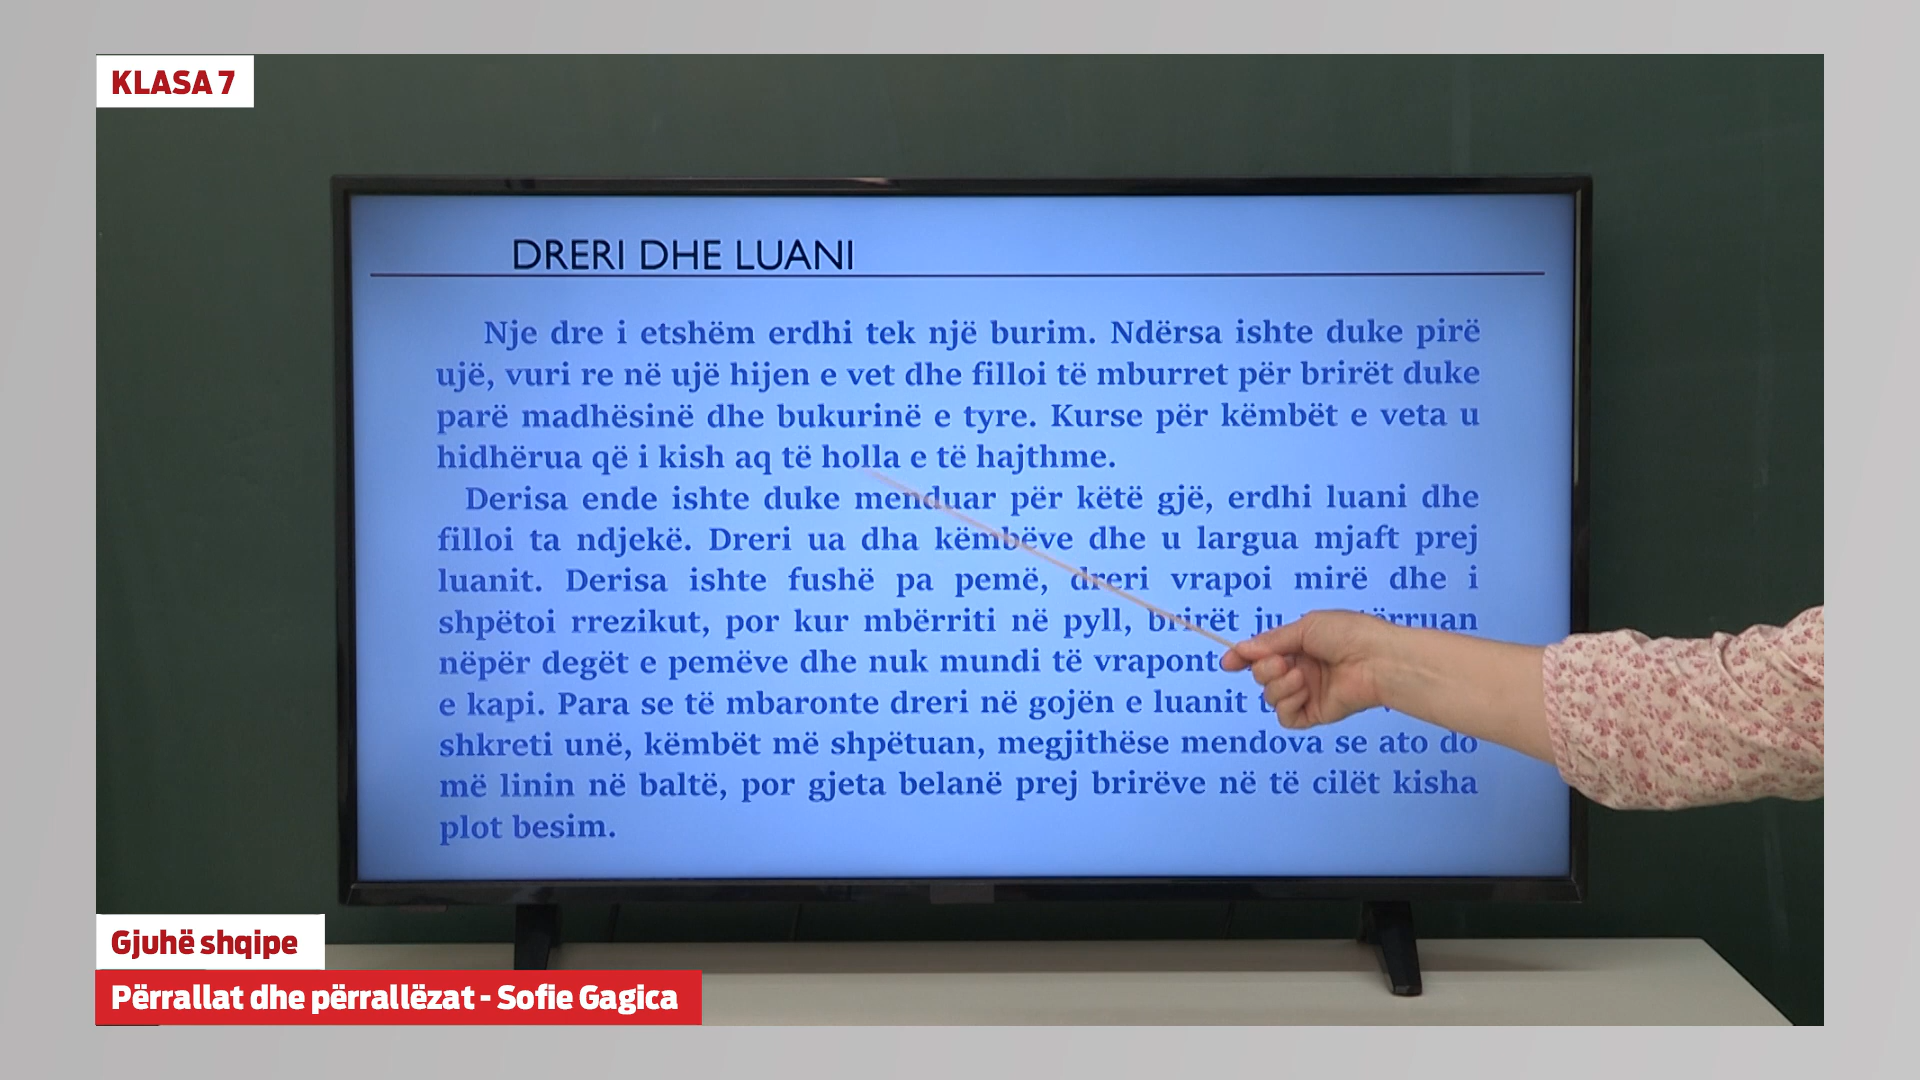 KLASA 7
DRERI DHE LUANI
Nje dre i etshëm erdhi tek një burim. Ndërsa ishte duke pirë
ujë, vuri re në ujë hijen e vet dhe filloi të mburret për brirët duke
parë madhësinë dhe bukurinë e tyre. Kurse për këmbët e veta u
hidhërua që i kish aq të holla e të hajthme.
Derisa ende ishte duke menduar për këtë gjë, erdhi luani dhe
filloi ta ndjekë. Dreri ua dha këmbëve dhe u largua mjaft prej
luanit. Derisa ishte fushë pa pemë, dreri vrapoi mirë dhe i
shpëtoi rrezikut, por kur mbërriti në pyll, brirët ju
nëpër degët e pemëve dhe nuk mundi të
e kapi. Para se të mbaronte dreri në gojën e luanit
shkreti unë, këmbët më shpëtuan, megjithëse mendova se ato do
më linin në baltë, por gjeta belanë prej brirëve në të cilët kisha
plot besim.
Gjuhë shqipe
Përrallat dhe përrallëzat - Sofie Gagica